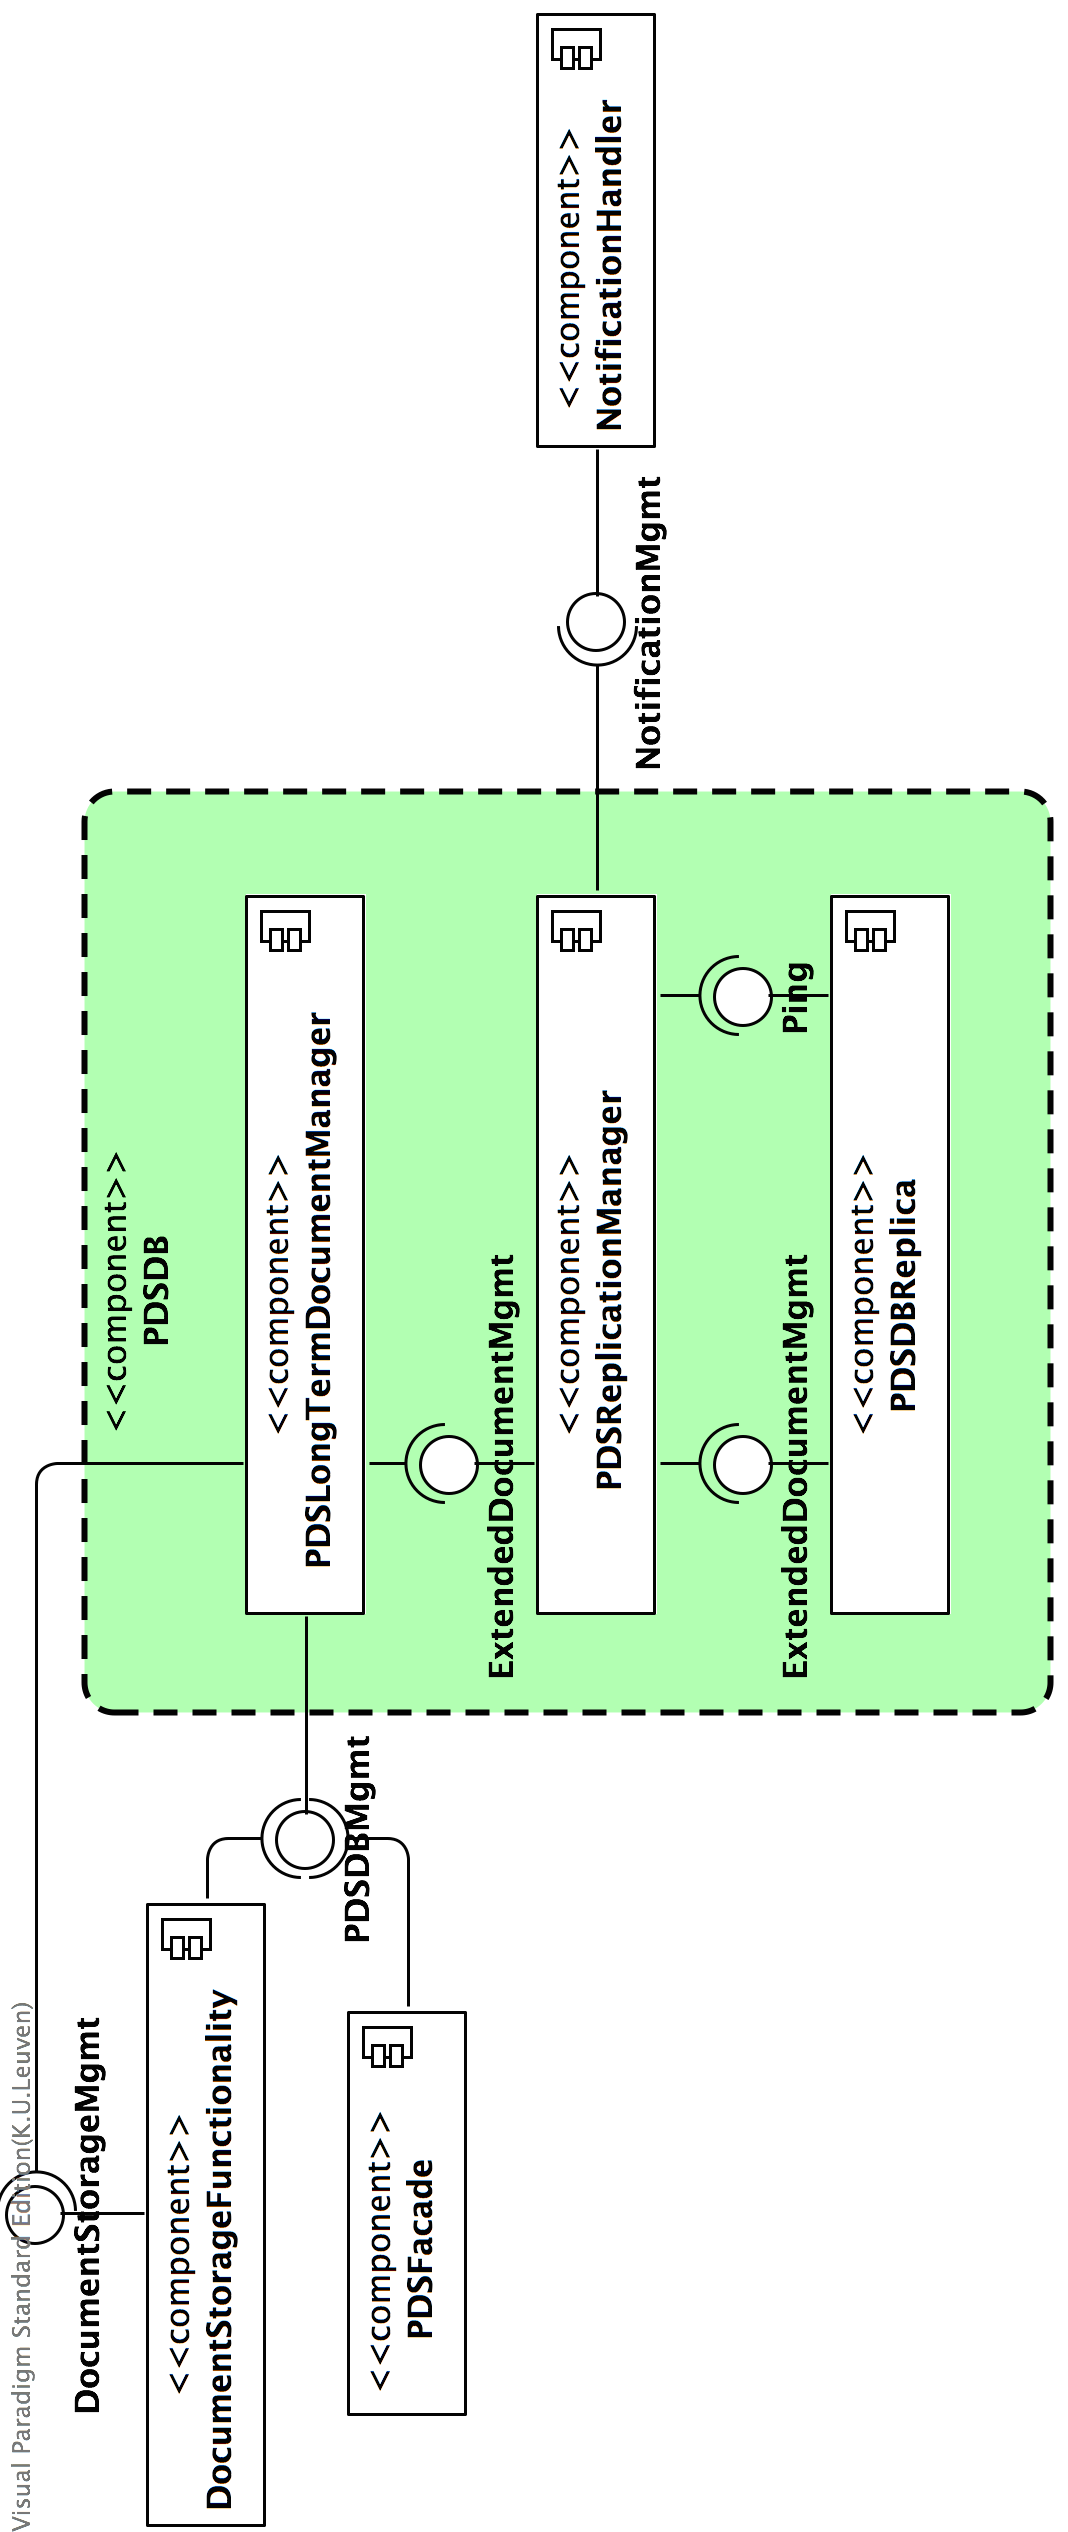 Visual Paradigm Standard Edition(K.U.Leuven)
DocumentStorageMgmt
<<component>>
DocumentStorageFunctionality
<<component>>
PDSFacade
PDSDBMgmt
<<component>>
PDSDB
<<component>>
PDSLongTermDocumentManager
ExtendedDocumentMgmt
<<component>>
PDSReplicationManager
ExtendedDocumentMgmt
Ping
<<component>>
PDSDBReplica
NotificationMgmt
<<component>>
NotificationHandler